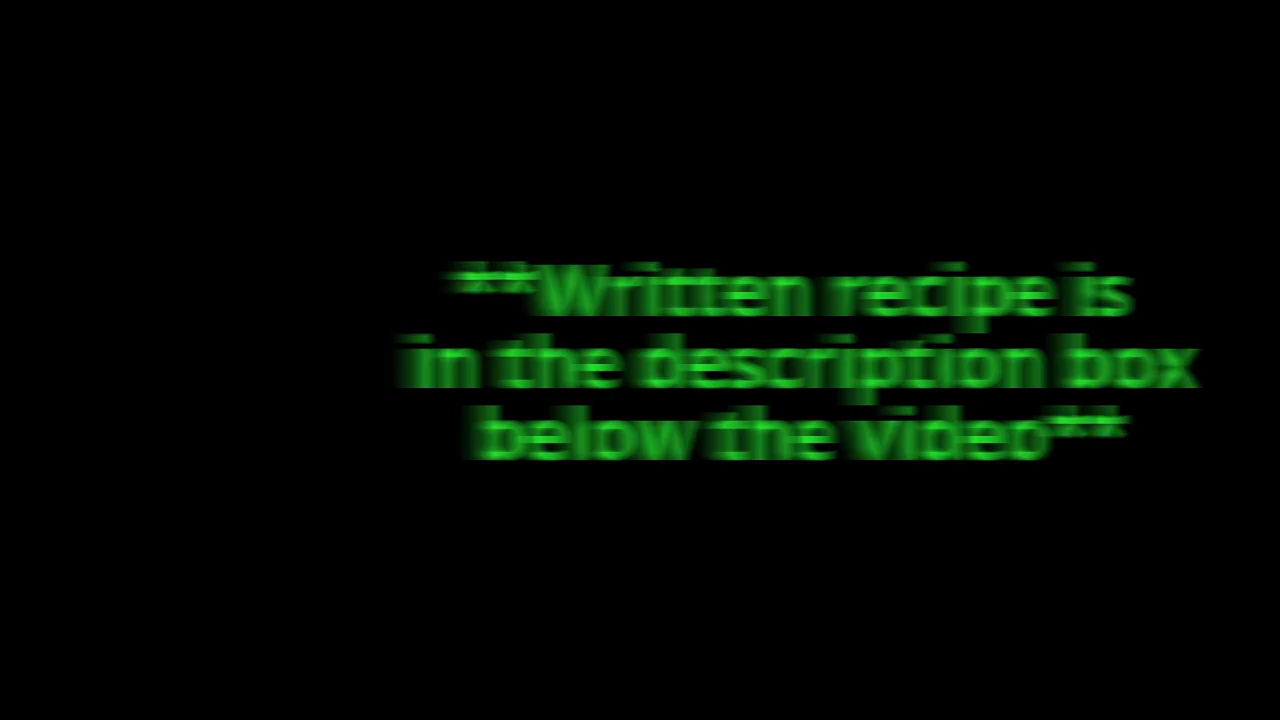 **Written recipe is
in the description box
below the video**